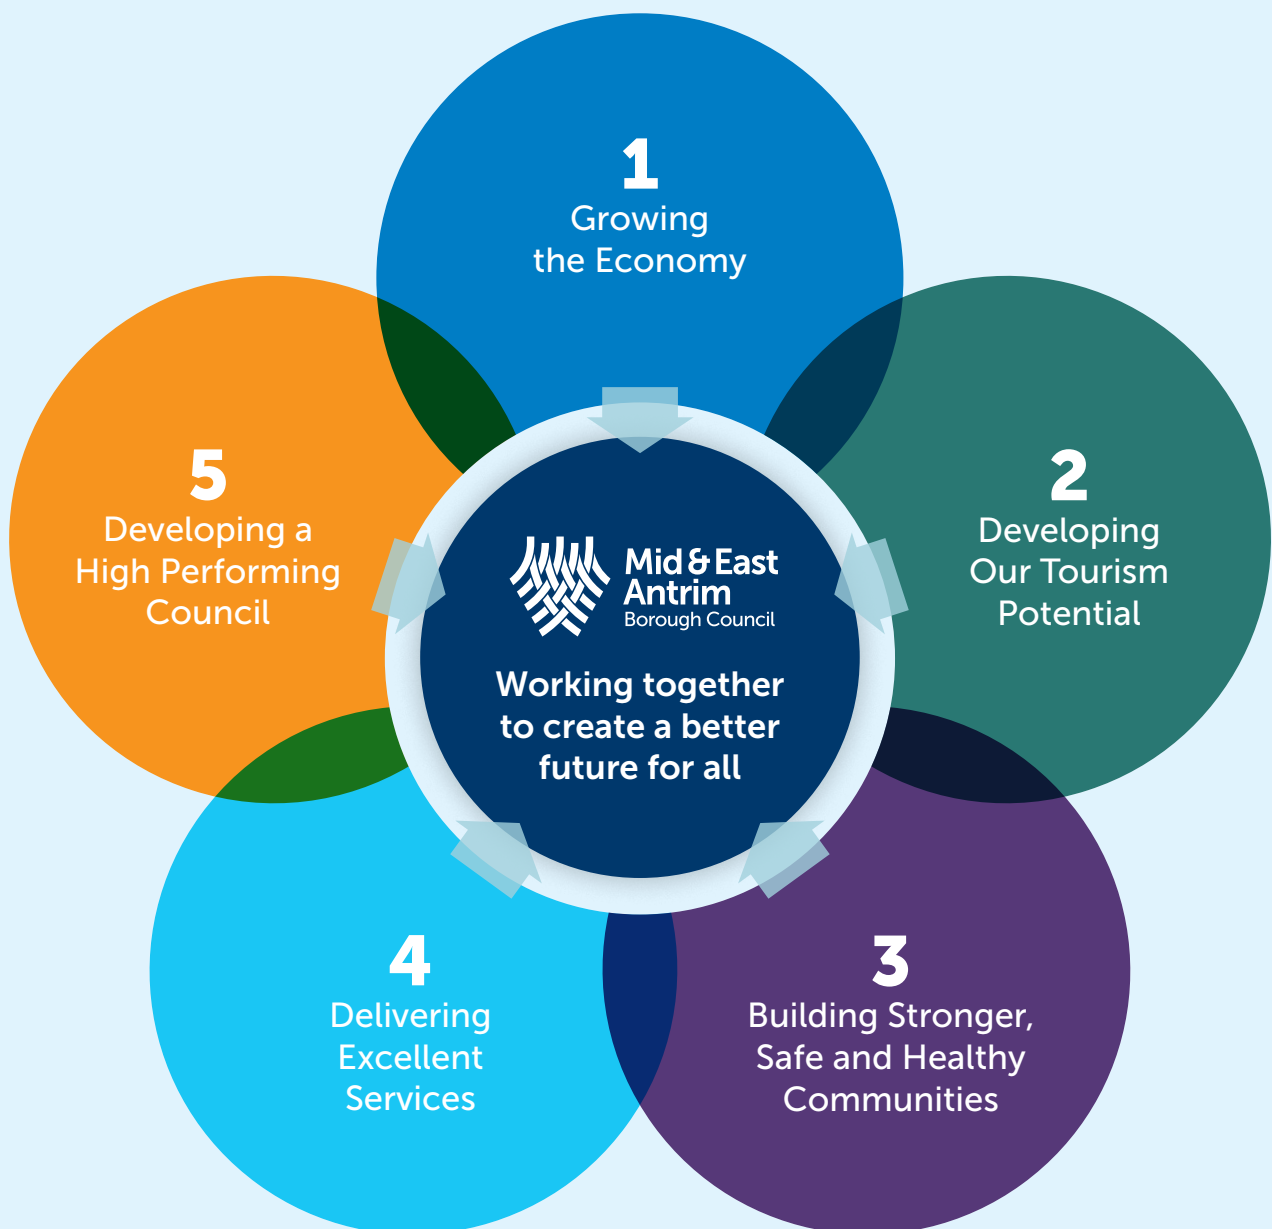 1
Growing
the Economy
2
Developing
Our Tourism
Potential
3
Building Stronger,
Safe and Healthy
Communities
4
Delivering
Excellent
Services
5
Developing a
High Performing
Council
Mid & East
Antrim
Borough Council
Working together
to create a better
future for all